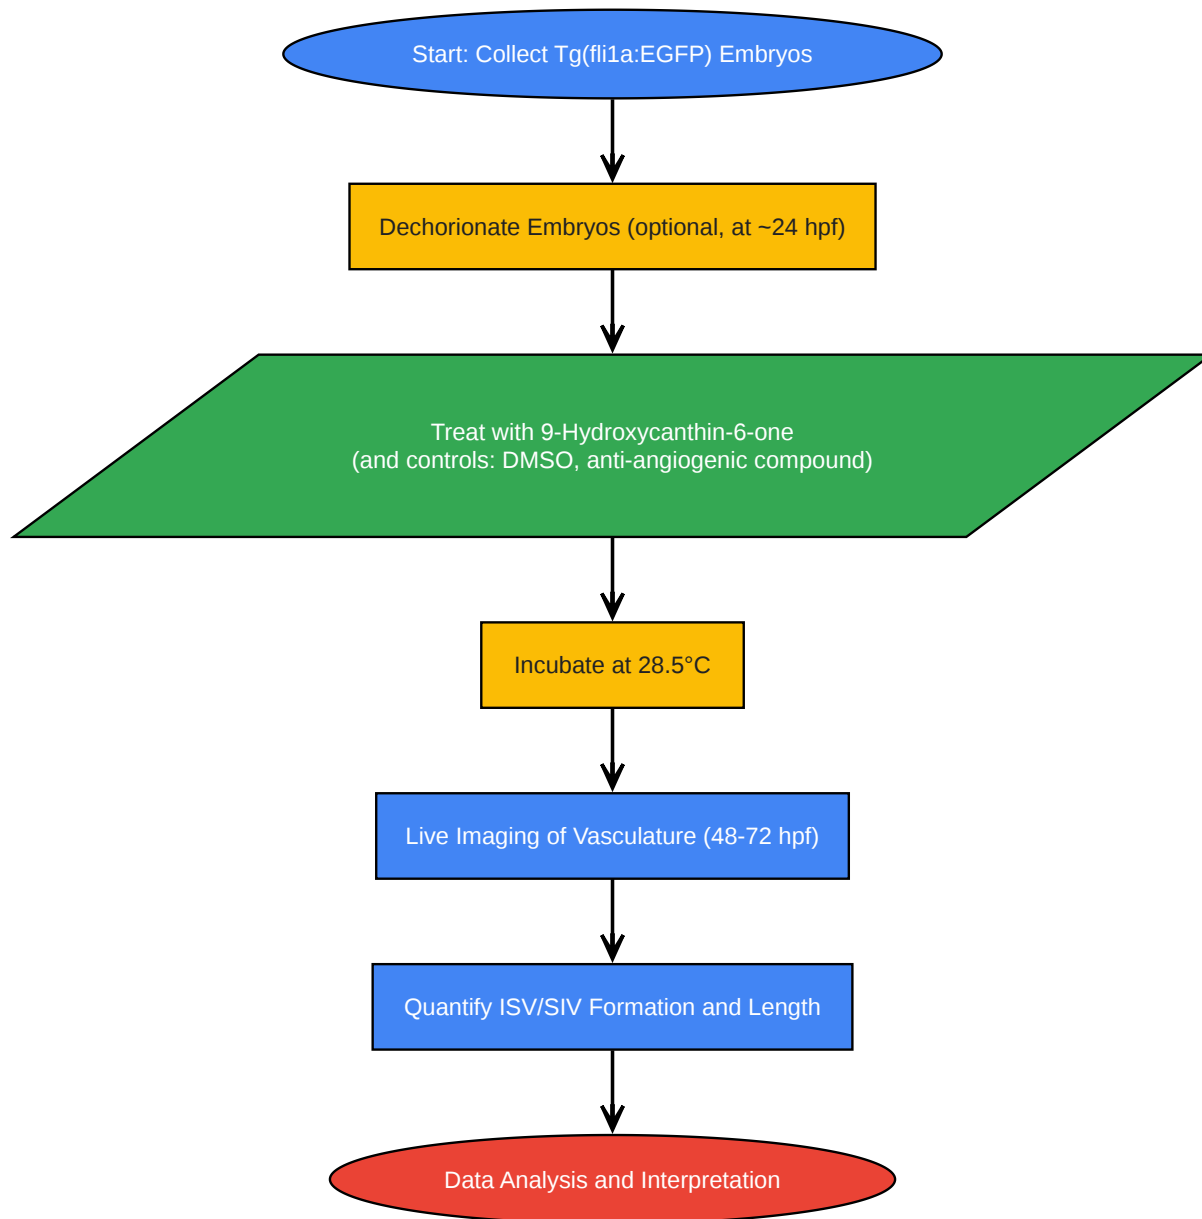 Start: Collect Tg(fli1a:EGFP) Embryos
Dechorionate Embryos (optional, at ~24 hpf)
Treat with 9-Hydroxycanthin-6-one
(and controls: DMSO, anti-angiogenic compound)
Incubate at 28.5°C
Live Imaging of Vasculature (48-72 hpf)
Quantify ISV/SIV Formation and Length
Data Analysis and Interpretation